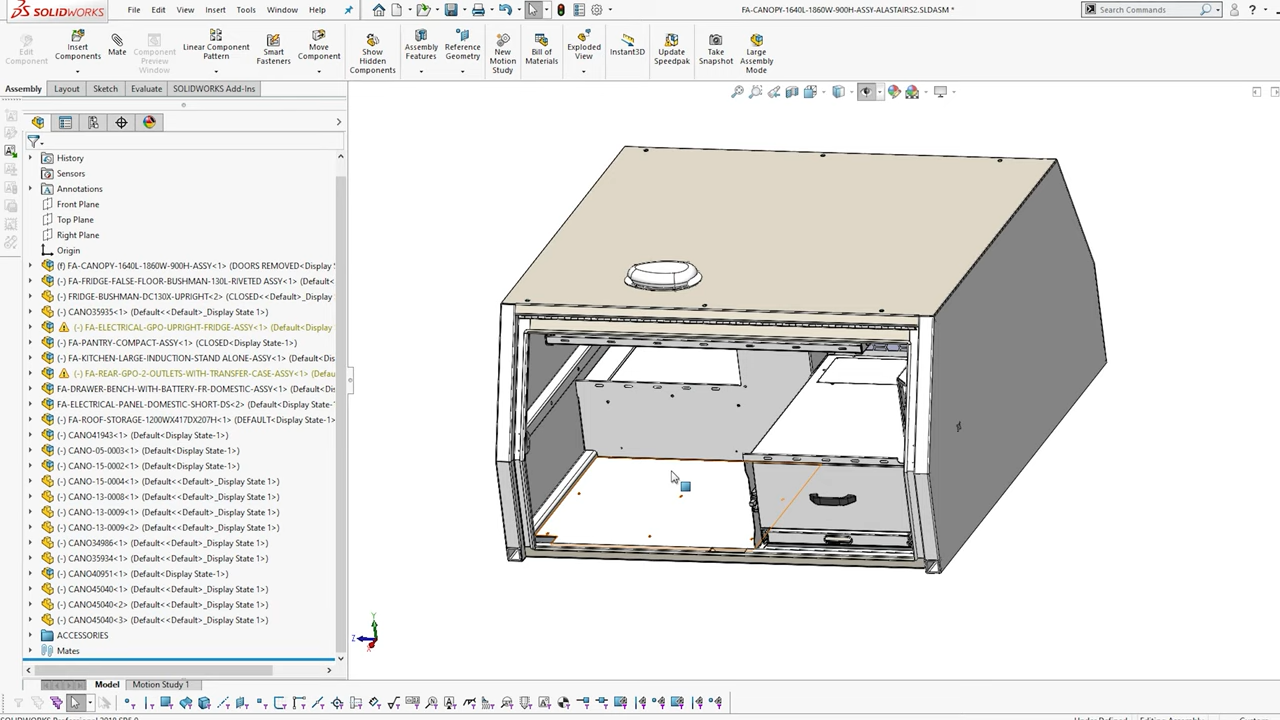 SOLIDWORKS
File
Edit
View
Insert
Tools
Window
Help
FA-CANOPY-1640L-1860W-900H-ASSY-ALASTAIRS2.SLDASM *
Search Commands
Edit Component
Insert Components
Mate
Component Preview Window
Linear Component Pattern
Smart Fasteners
Move Component
Show Hidden Components
Assembly Features
Reference Geometry
New Motion Study
Bill of Materials
Exploded View
Instant3D
Update Speedpak
Take Snapshot
Large Assembly Mode
Assembly
Layout
Sketch
Evaluate
SOLIDWORKS Add-Ins
History
Sensors
Annotations
Front Plane
Top Plane
Right Plane
Origin
(f) FA-CANOPY-1640L-1860W-900H-ASSY<1> (DOORS REMOVED<Display
(-) FA-FRIDGE-FALSE-FLOOR-BUSHMAN-130L-RIVETED ASSY<1> (Default<
(-) FRIDGE-BUSHMAN-DC130X-UPRIGHT<2> (CLOSED<<Default>_Display
(-) CANO35935<1> (Default<<Default>_Display State 1>)
(-) FA-ELECTRICAL-GPO-UPRIGHT-FRIDGE-ASSY<1> (Default<Display
(-) FA-PANTRY-COMPACT-ASSY<1> (CLOSED<Display State-1>)
(-) FA-KITCHEN-LARGE-INDUCTION-STAND ALONE-ASSY<1> (Default<
(-) FA-REAR-GPO-2-OUTLETS-WITH-TRANSFER-CASE-ASSY<1> (Defau
FA-DRAWER-BENCH-WITH-BATTERY-FR-DOMESTIC-ASSY<1> (Default<
FA-ELECTRICAL-PANEL-DOMESTIC-SHORT-DS<2> (Default<Display State
(-) FA-ROOF-STORAGE-1200WX417DX207H<1> (DEFAULT<Display State-1
(-) CANO41943<1> (Default<Display State-1>)
(-) CANO-05-0003<1> (Default<Display State-1>)
(-) CANO-15-0002<1> (Default<Display State-1>)
(-) CANO-15-0004<1> (Default<<Default>_Display State 1>)
(-) CANO-13-0008<1> (Default<<Default>_Display State 1>)
(-) CANO-13-0009<1> (Default<<Default>_Display State 1>)
(-) CANO-13-0009<2> (Default<<Default>_Display State 1>)
(-) CANO34986<1> (Default<<Default>_Display State 1>)
(-) CANO35934<1> (Default<<Default>_Display State 1>)
(-) CANO40951<1> (Default<Display State-1>)
(-) CANO45040<1> (Default<<Default>_Display State 1>)
(-) CANO45040<2> (Default<<Default>_Display State 1>)
(-) CANO45040<3> (Default<<Default>_Display State 1>)
ACCESSORIES
Mates
Y
Z
X
Model
Motion Study 1